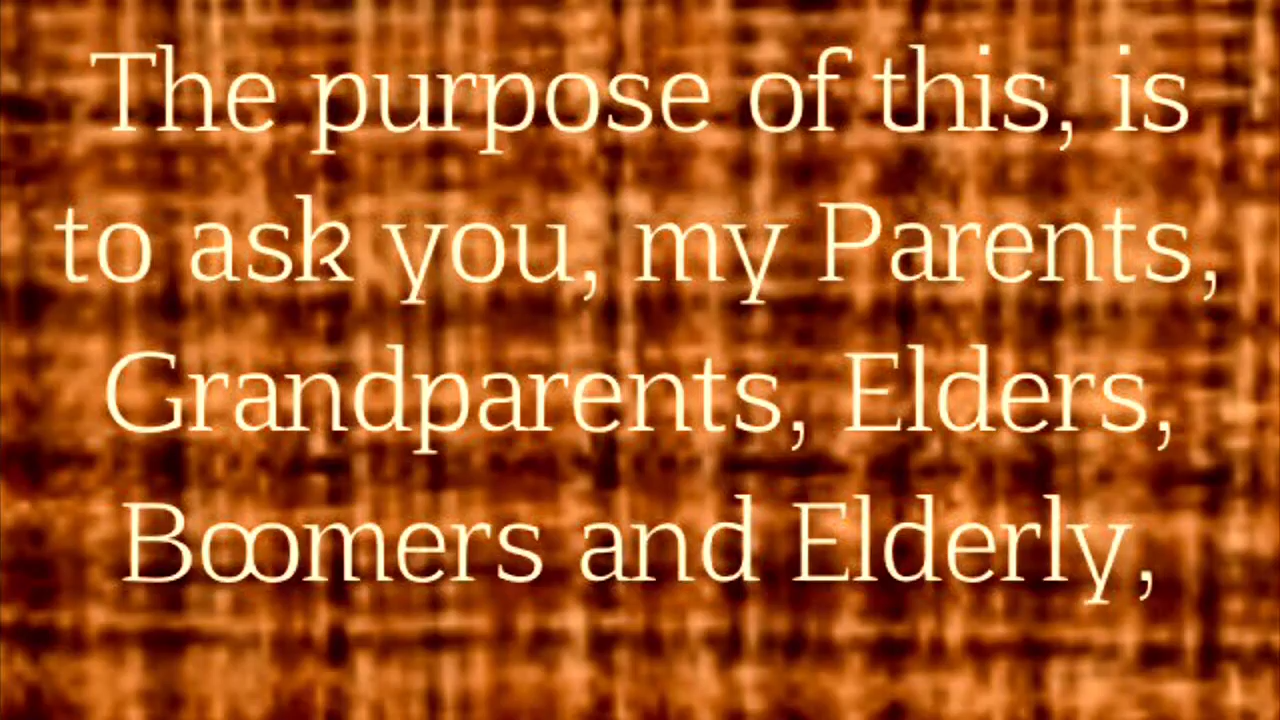 The purpose of this, is
to ask you, my Parents,
Grandparents, Elders,
Boomers and Elderly,